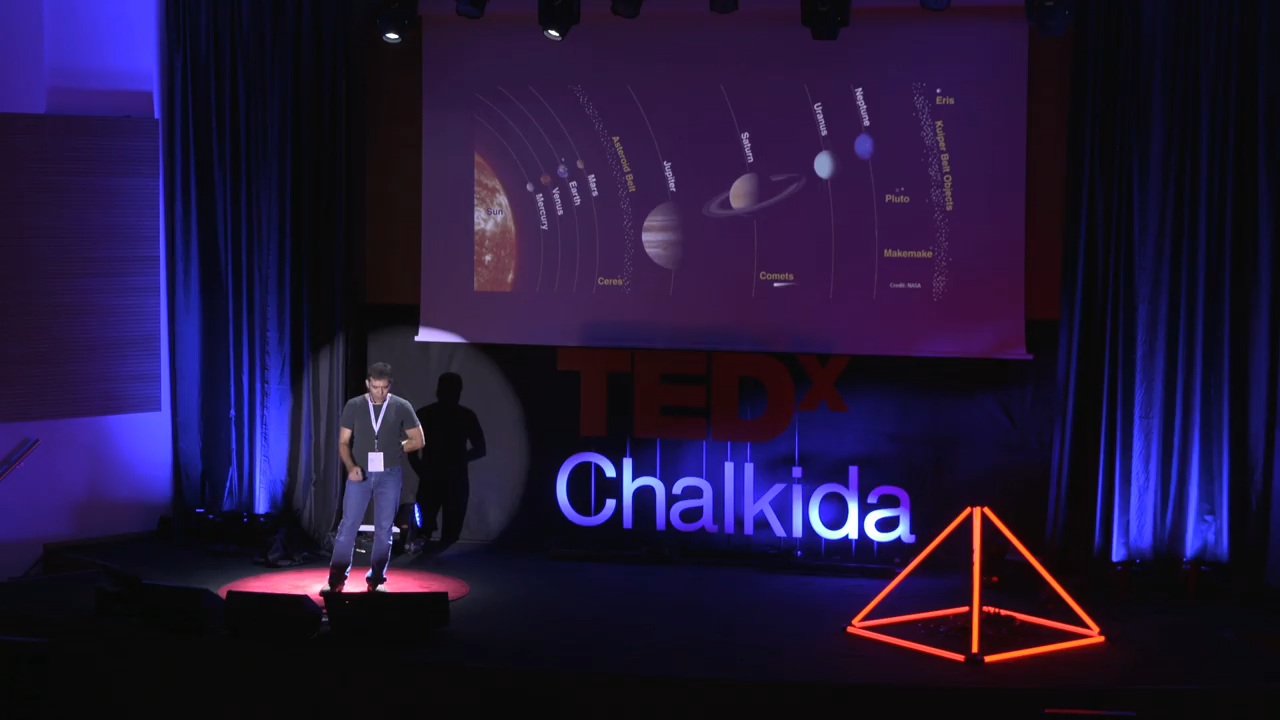 Sun
Mercury
Venus
Earth
Mars
Asteroid Belt
Ceres
Jupiter
Saturn
Comets
Uranus
Neptune
Pluto
Makemake
Eris
Kuiper Belt Objects
Credit: NASA
TEDx
Chalkida